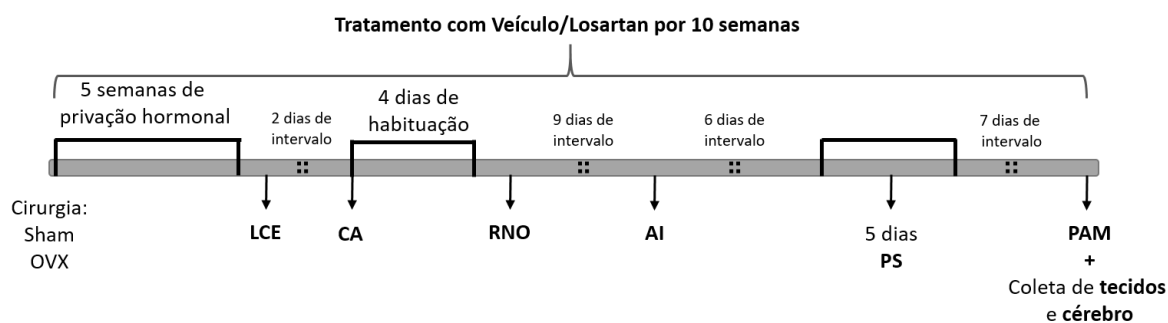 Tratamento com Veículo/Losartan por 10 semanas
5 semanas de
privação hormonal
2 dias de
intervalo
4 dias de
habituação
9 dias de
intervalo
6 dias de
intervalo
7 dias de
intervalo
Cirurgia:
Sham
OVX
LCE
CA
RNO
AI
5 dias
PS
PAM
+
Coleta de tecidos
e cérebro